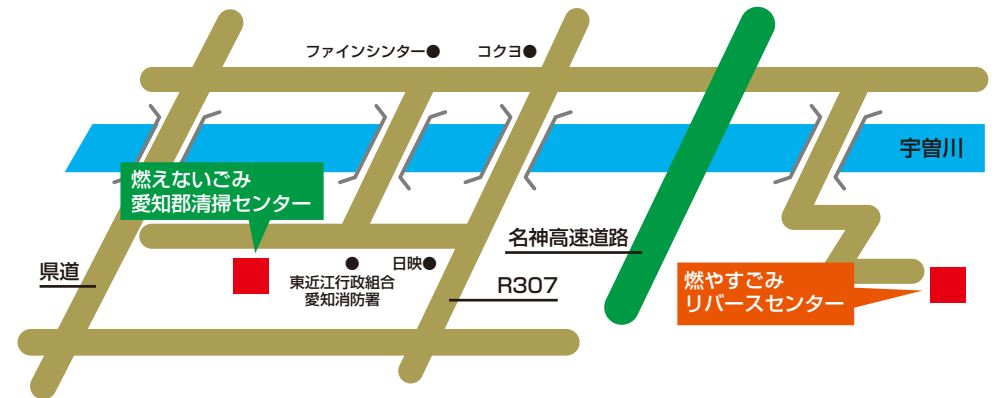 ファインシンター●
コクヨ●
宇曽川
燃えないごみ
愛知郡清掃センター
名神高速道路
県道
日映●
東近江行政組合
愛知消防署
R307
燃やすごみ
リバースセンター